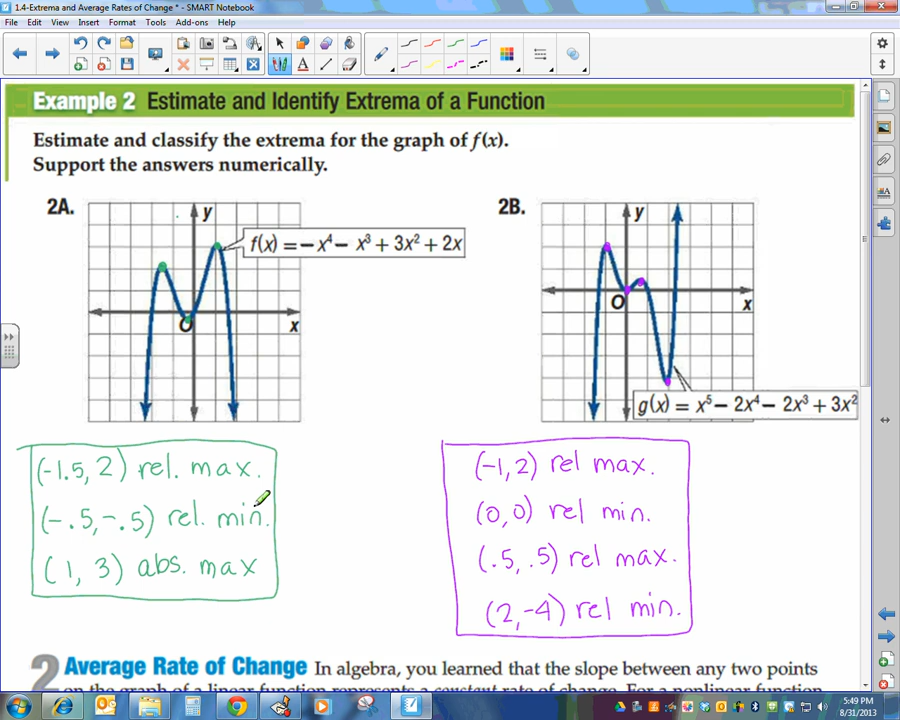 1.4-Extrema and Average Rates of Change * - SMART Notebook
File Edit View Insert Format Tools Add-ons Help
Example 2 Estimate and Identify Extrema of a Function
Estimate and classify the extrema for the graph of f(x).
Support the answers numerically.
2A.
y
f(x) = −x⁴ − x³ + 3x² + 2x
O
x
2B.
y
O
x
g(x) = x⁵ − 2x⁴ − 2x³ + 3x²
(-1.5, 2) rel. max.
(-.5, -.5) rel. min.
(1, 3) abs. max
(-1, 2) rel max.
(0, 0) rel min.
(.5, .5) rel max.
(2, -4) rel min.
2 Average Rate of Change In algebra, you learned that the slope between any two points
5:49 PM
8/31/2013